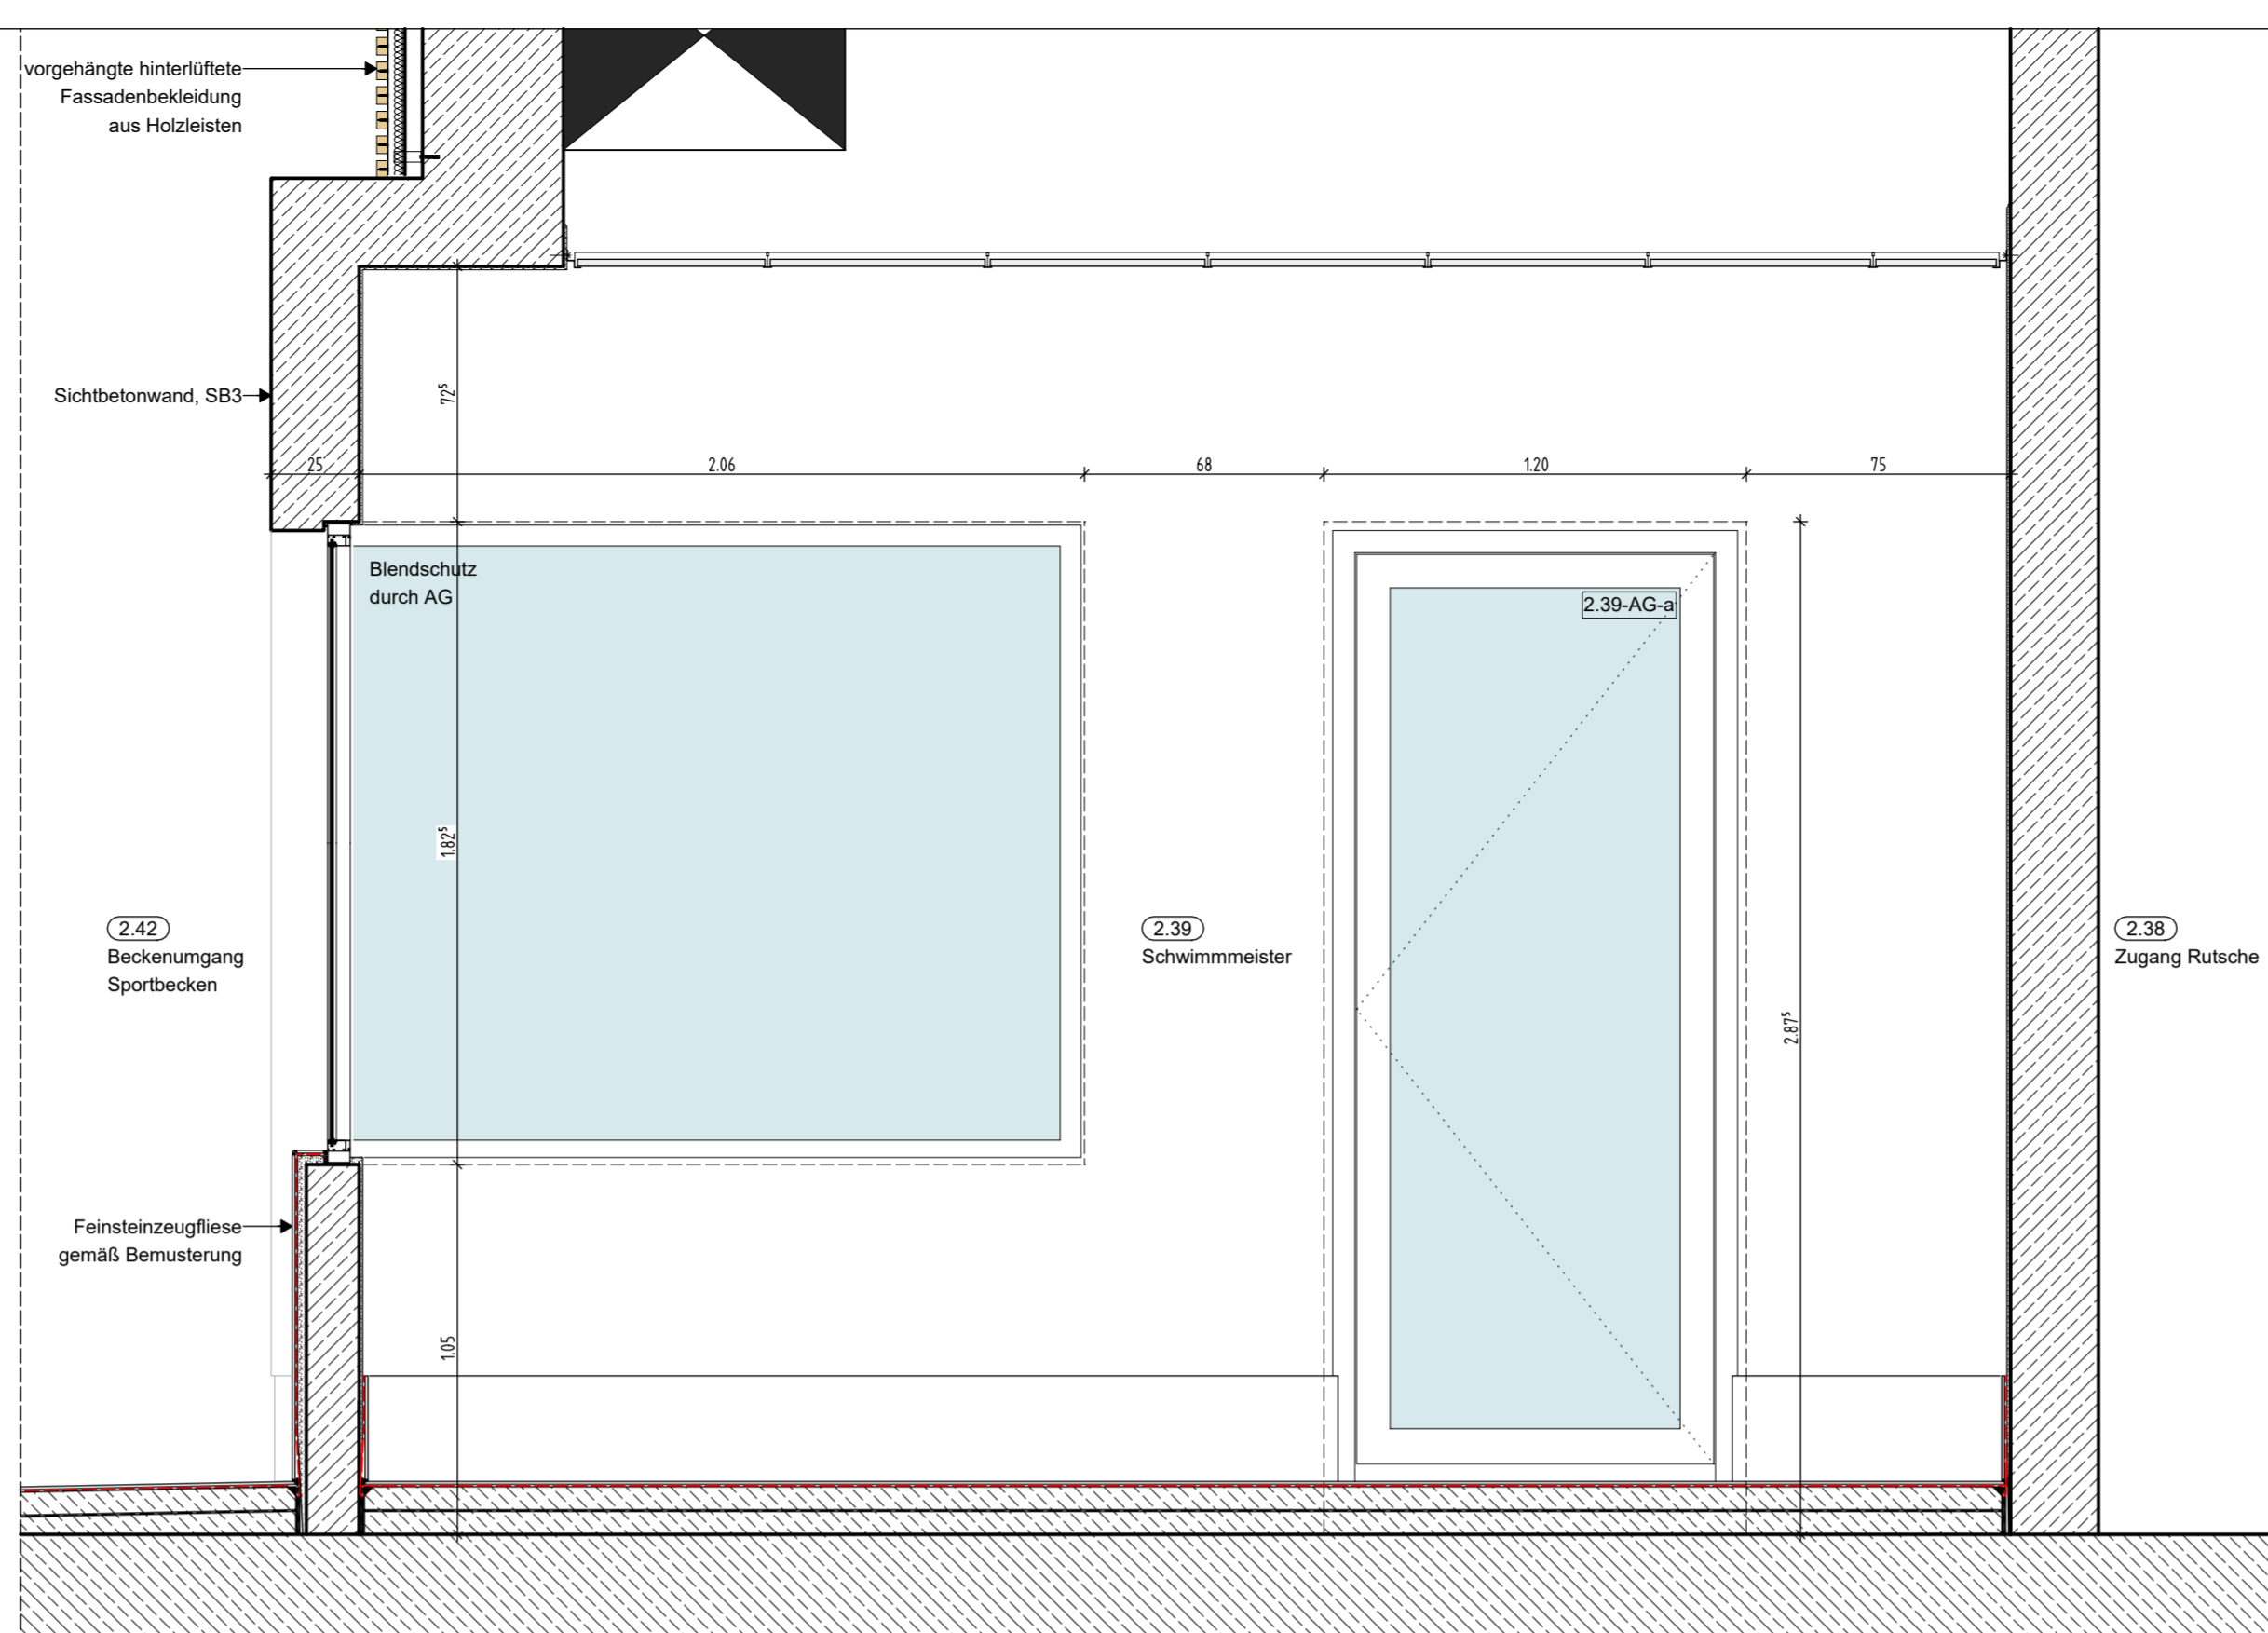 vorgehängte hinterlüftete
Fassadenbekleidung
aus Holzleisten
Sichtbetonwand, SB3
72⁵
25
2.06
68
1.20
75
Blendschutz
durch AG
2.39-AG-a
1.82⁵
2.42
Beckenumgang
Sportbecken
2.39
Schwimmmeister
2.38
Zugang Rutsche
2.87⁵
Feinsteinzeugfliese
gemäß Bemusterung
1.05